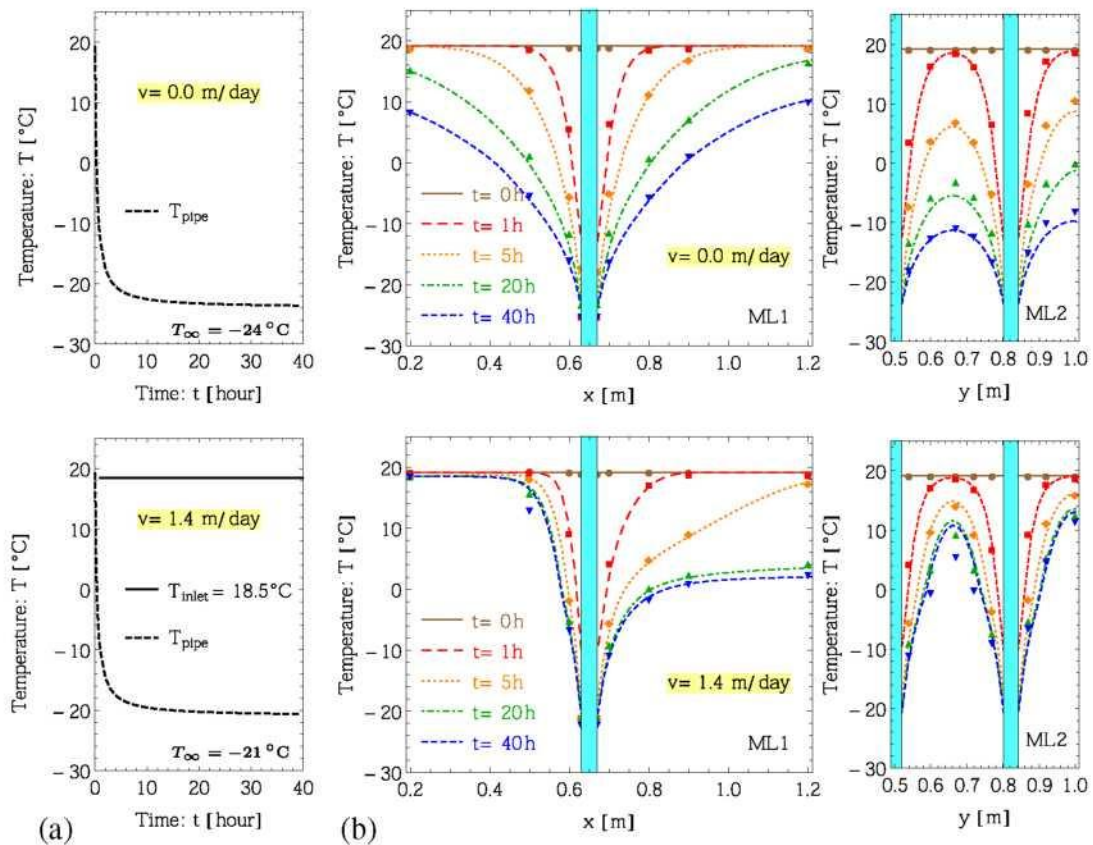 Temperature: T [°C]
20
10
0
−10
−20
−30
v= 0.0 m/day
T_pipe
T_∞ = −24 °C
0 10 20 30 40
Time: t [hour]
Temperature: T [°C]
20
10
0
−10
−20
−30
t= 0h
t= 1h
t= 5h
t= 20h
t= 40h
v= 0.0 m/day
ML1
0.2 0.4 0.6 0.8 1.0 1.2
x [m]
Temperature: T [°C]
20
10
0
−10
−20
−30
ML2
0.5 0.6 0.7 0.8 0.9 1.0
y [m]
Temperature: T [°C]
20
10
0
−10
−20
−30
v= 1.4 m/day
T_inlet = 18.5°C
T_pipe
T_∞ = −21 °C
0 10 20 30 40
Time: t [hour]
(a)
Temperature: T [°C]
20
10
0
−10
−20
−30
t= 0h
t= 1h
t= 5h
t= 20h
t= 40h
v= 1.4 m/day
ML1
0.2 0.4 0.6 0.8 1.0 1.2
x [m]
(b)
Temperature: T [°C]
20
10
0
−10
−20
−30
ML2
0.5 0.6 0.7 0.8 0.9 1.0
y [m]